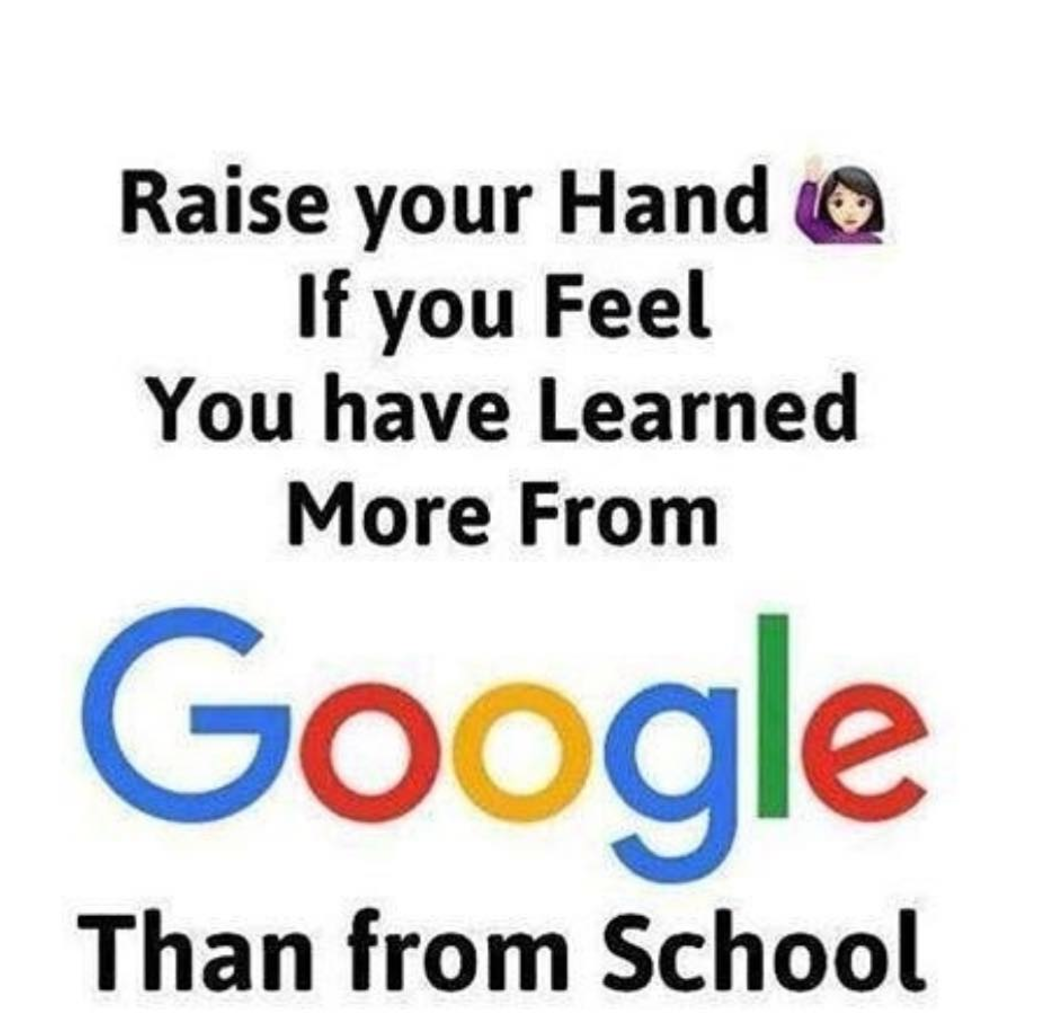 Raise your Hand 🙋🏻‍♀️
If you Feel
You have Learned
More From
Google
Than from School